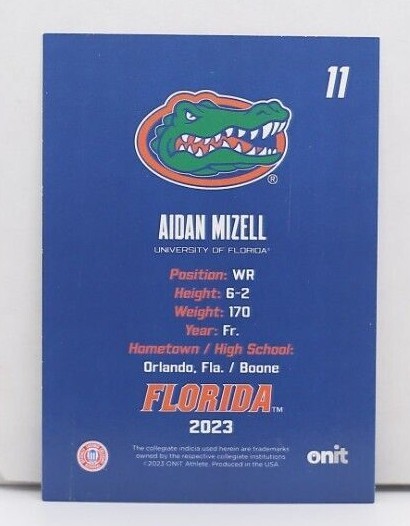 11
®
AIDAN MIZELL
UNIVERSITY OF FLORIDA®
Position: WR
Height: 6-2
Weight: 170
Year: Fr.
Hometown / High School:
Orlando, Fla. / Boone
FLORIDA™
2023
The collegiate indicia used herein are trademarks
owned by the respective collegiate institutions
©2023 ONIT Athlete. Produced in the USA.
onit